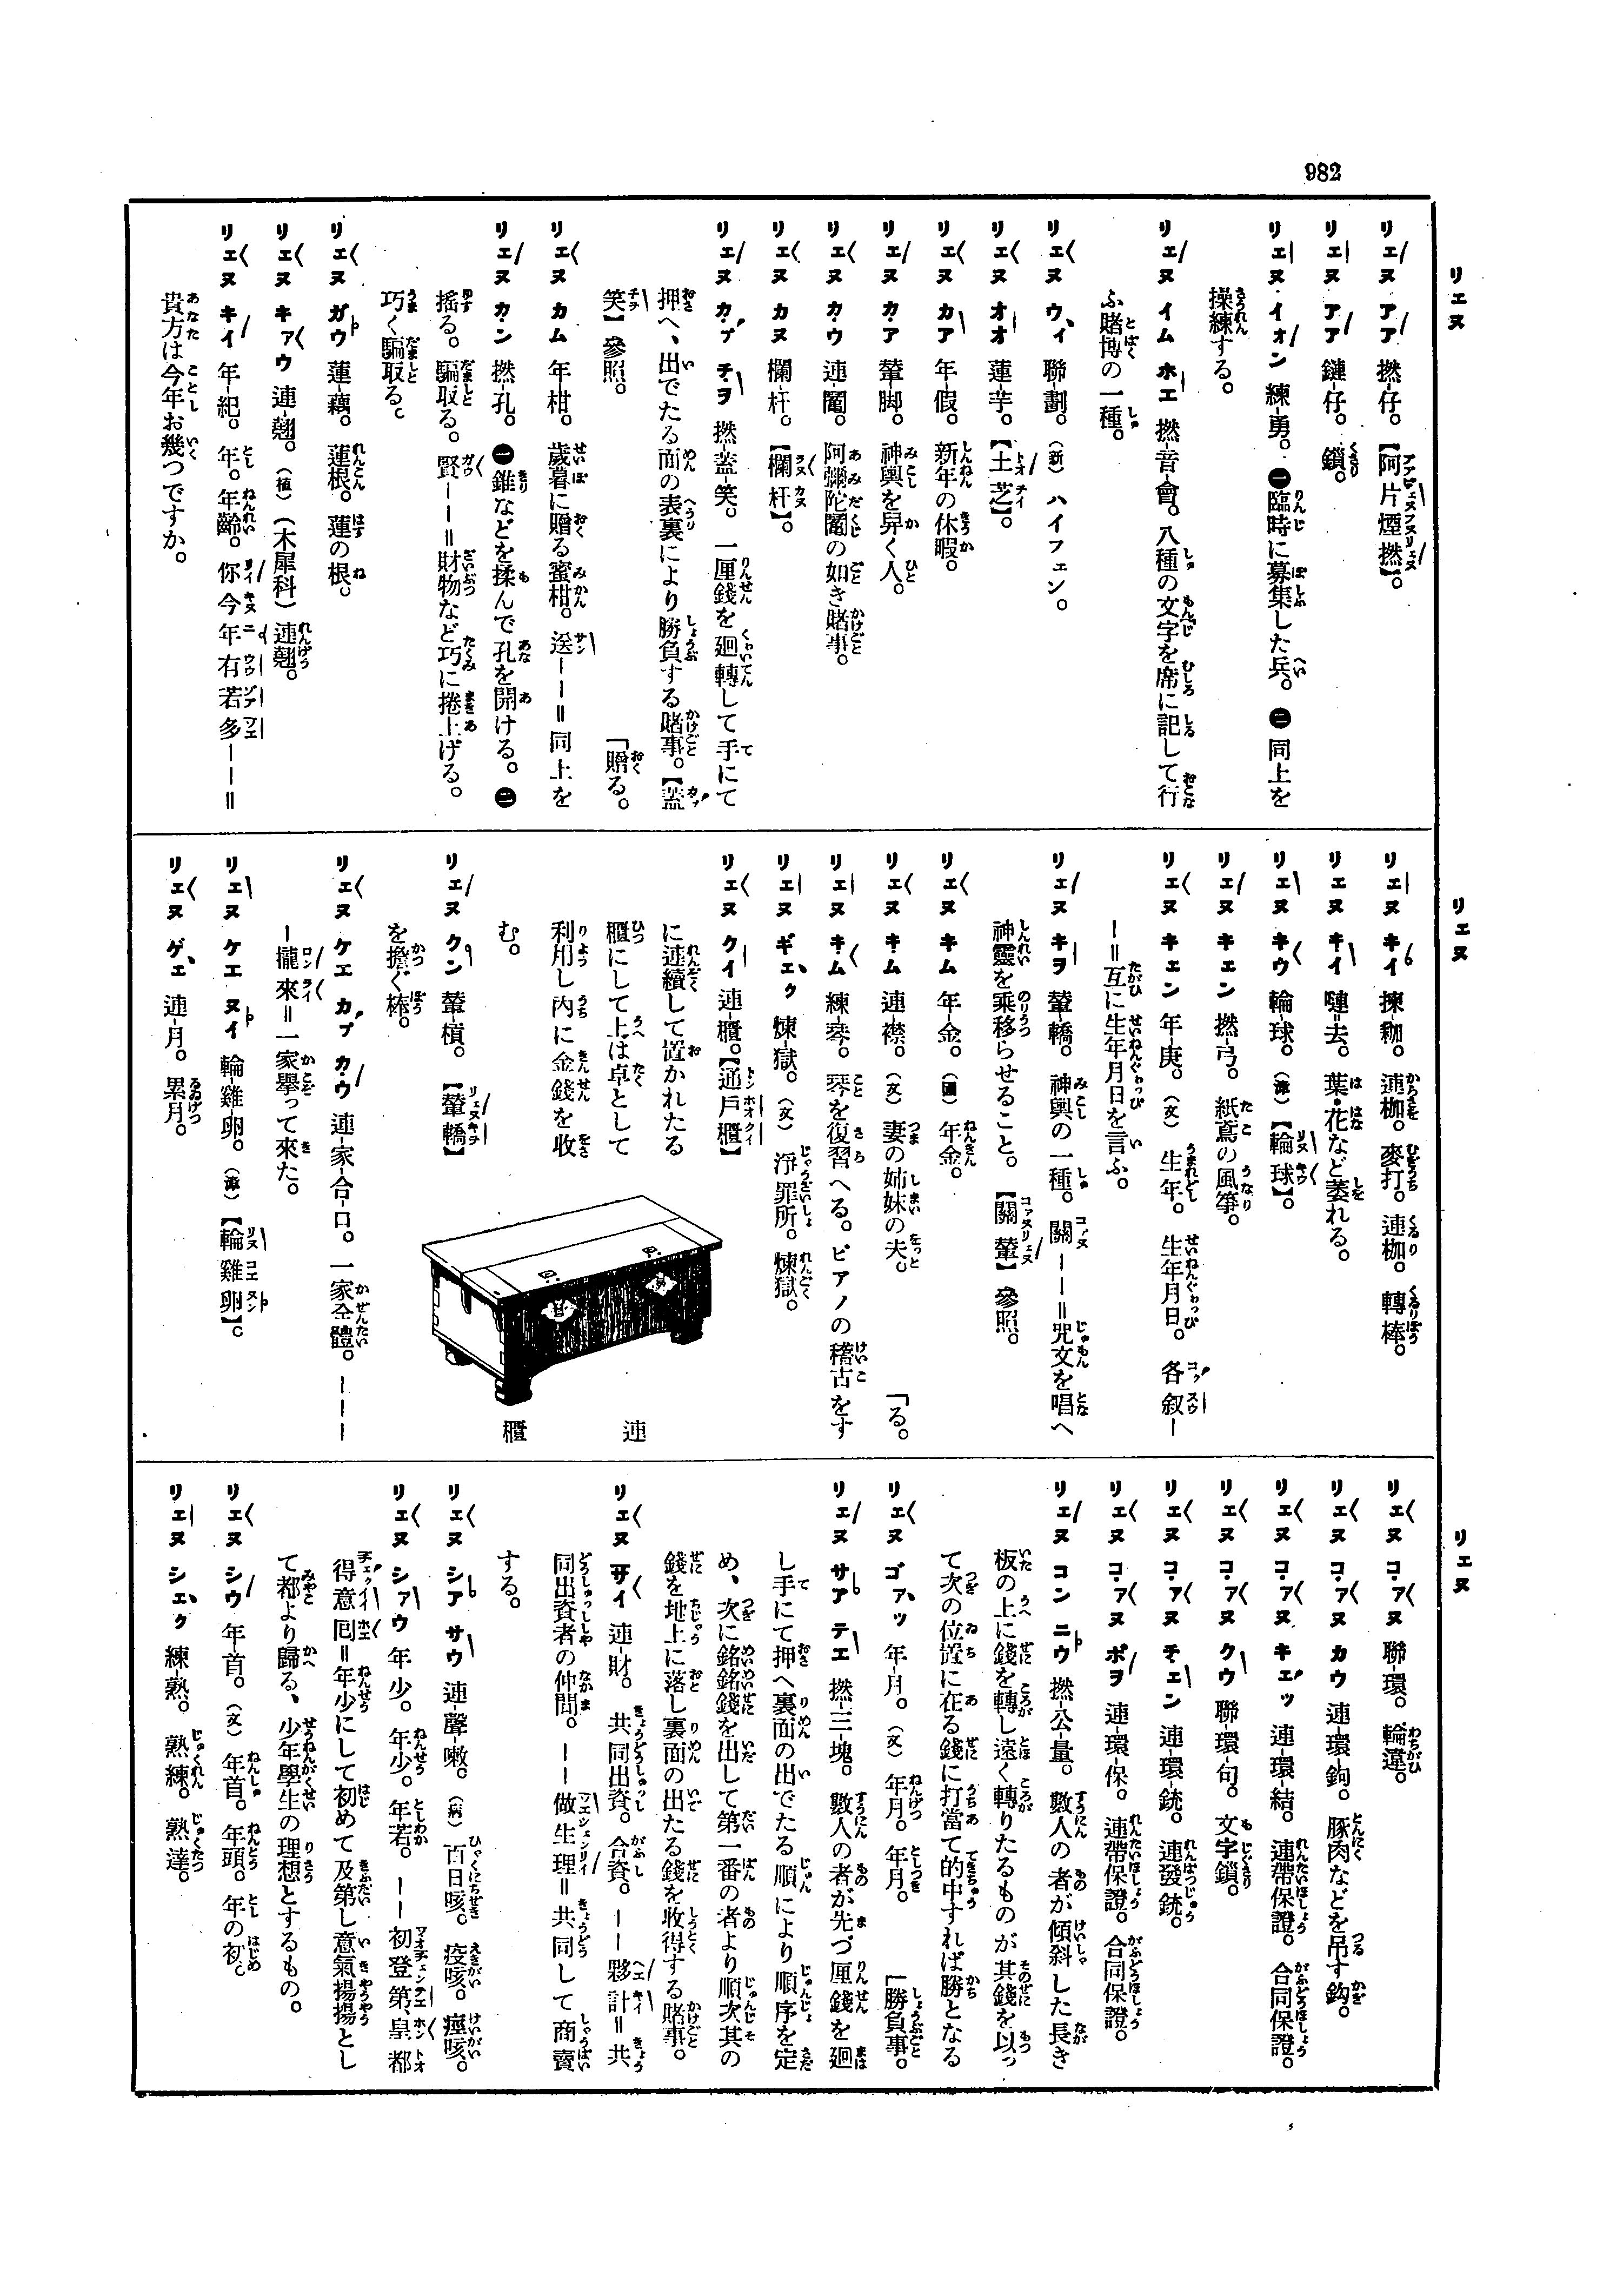 982
リエヌ
リエヌ アア 撚-仔。【阿片煙撚】。
リエヌ アア 鏈-仔。鎖。
リエヌ イオン 練-勇。㊀臨時に募集した兵。㊁同上を
操練する。
リエヌ イム ホエ 撚-音-會。八種の文字を席に記して行
ふ賭博の一種。
リエヌ ウイ 聯-劃。(新)ハイフェン。
リエヌ オオ 蓮-芋。【土芝】。
リエヌ カア 年-假。新年の休暇。
リエヌ カ・ア 輦-脚。神輿を舁く人。
リエヌ カ・ウ 連-鬮。阿彌陀鬮の如き賭事。
リエヌ カヌ 欄-杆。【欄杆】。
リエヌ カ・プ チ・ヲ 撚-盖-笑。一厘錢を廻轉して手にて
押へ、出でたる面の表裏により勝負する賭事。【盖
笑】參照。
リエヌ カム 年-柑。歳暮に贈る蜜柑。送――=同上を
「贈る。
リエヌ カ・ン 撚-孔。㊀錐などを揉んで孔を開ける。㊁
搖る。騙取る。賢――=財物など巧に捲上げる。
巧く騙取る。
リエヌ ガウ 蓮-藕。蓮根。蓮の根。
リエヌ キアウ 連-翹。(植)(木犀科)連翹。
リエヌ キイ 年-紀。年。年齡。你今年有若多――=
貴方は今年お幾つですか。
リエヌ
リエヌ キ・イ 揀-耞。連枷。麥打。連枷。轉棒。
リエヌ キ・イ 嗹=去。葉・花など萎れる。
リエヌ キウ 輪-球。(漳)【輪球】。
リエヌ キエン 撚-弓。紙鳶の風箏。
リエヌ キエン 年-庚。(文)生年。生年月日。各叙―
―=互に生年月日を言ふ。
リエヌ キヲ 輦-轎。神輿の一種。關――=咒文を唱へ
神靈を乘移らせること。【關輦】參照。
リエヌ キム 年-金。(國)年金。
リエヌ キ・ム 連-襟。(文)妻の姉妹の夫。
リエヌ キ・ム 練-琴。琴を復習へる。ピアノの稽古をす
「る。
リエヌ ギエク 煉-獄。(文)淨罪所。煉獄。
リエヌ クイ 連-櫃。【通戶櫃】
に連續して置かれたる
櫃にして上は卓として
利用し内に金錢を收
む。
連櫃
リエヌ クン 輦-槓。【輦轎】
を擔ぐ棒。
リエヌ ケエ カ・プ カ・ウ 連-家-合-口。一家全體。――
―攏來=一家擧って來た。
リエヌ ケエ ヌイ 輪-雞-卵。(漳)【輪雞卵】。
リエヌ ゲエ 連-月。累月。
リエヌ
リエヌ コ・アヌ 聯-環。輪違。
リエヌ コ・アヌ カウ 連-環-鉤。豚肉などを吊す鈎。
リエヌ コ・アヌ キエッ 連-環-結。連帶保證。合同保證。
リエヌ コ・アヌ クウ 聯-環-句。文字鎖。
リエヌ コ・アヌ チ・エン 連-環-銃。連發銃。
リエヌ コ・アヌ ポヲ 連-環-保。連帶保證。合同保證。
リエヌ コン ニウ 撚-公-量。數人の者が傾斜した長き
板の上に錢を轉し遠く轉りたるものが其錢を以っ
て次の位置に在る錢に打當て的中すれば勝となる
「勝負事。
リエヌ ゴアッ 年-月。(文)年月。年月。
リエヌ サア テエ 撚-三-塊。數人の者が先づ厘錢を廻
し手にて押へ裏面の出でたる順により順序を定
め、次に銘銘錢を出して第一番の者より順次其の
錢を地上に落し裏面の出たる錢を收得する賭事。
リエヌ サイ 連-財。共同出資。合資。――夥計=共
同出資者の仲間。――做生理=共同して商賣
する。
リエヌ シア サウ 連-聲-嗽。(病)百日咳。疫咳。痙咳。
リエヌ シアウ 年-少。年少。年若。――初登第、皇都
得意囘=年少にして初めて及第し意氣揚揚とし
て都より歸る、少年學生の理想とするもの。
リエヌ シウ 年-首。(文)年首。年頭。年の初。
リエヌ シエク 練-熟。熟練。熟達。